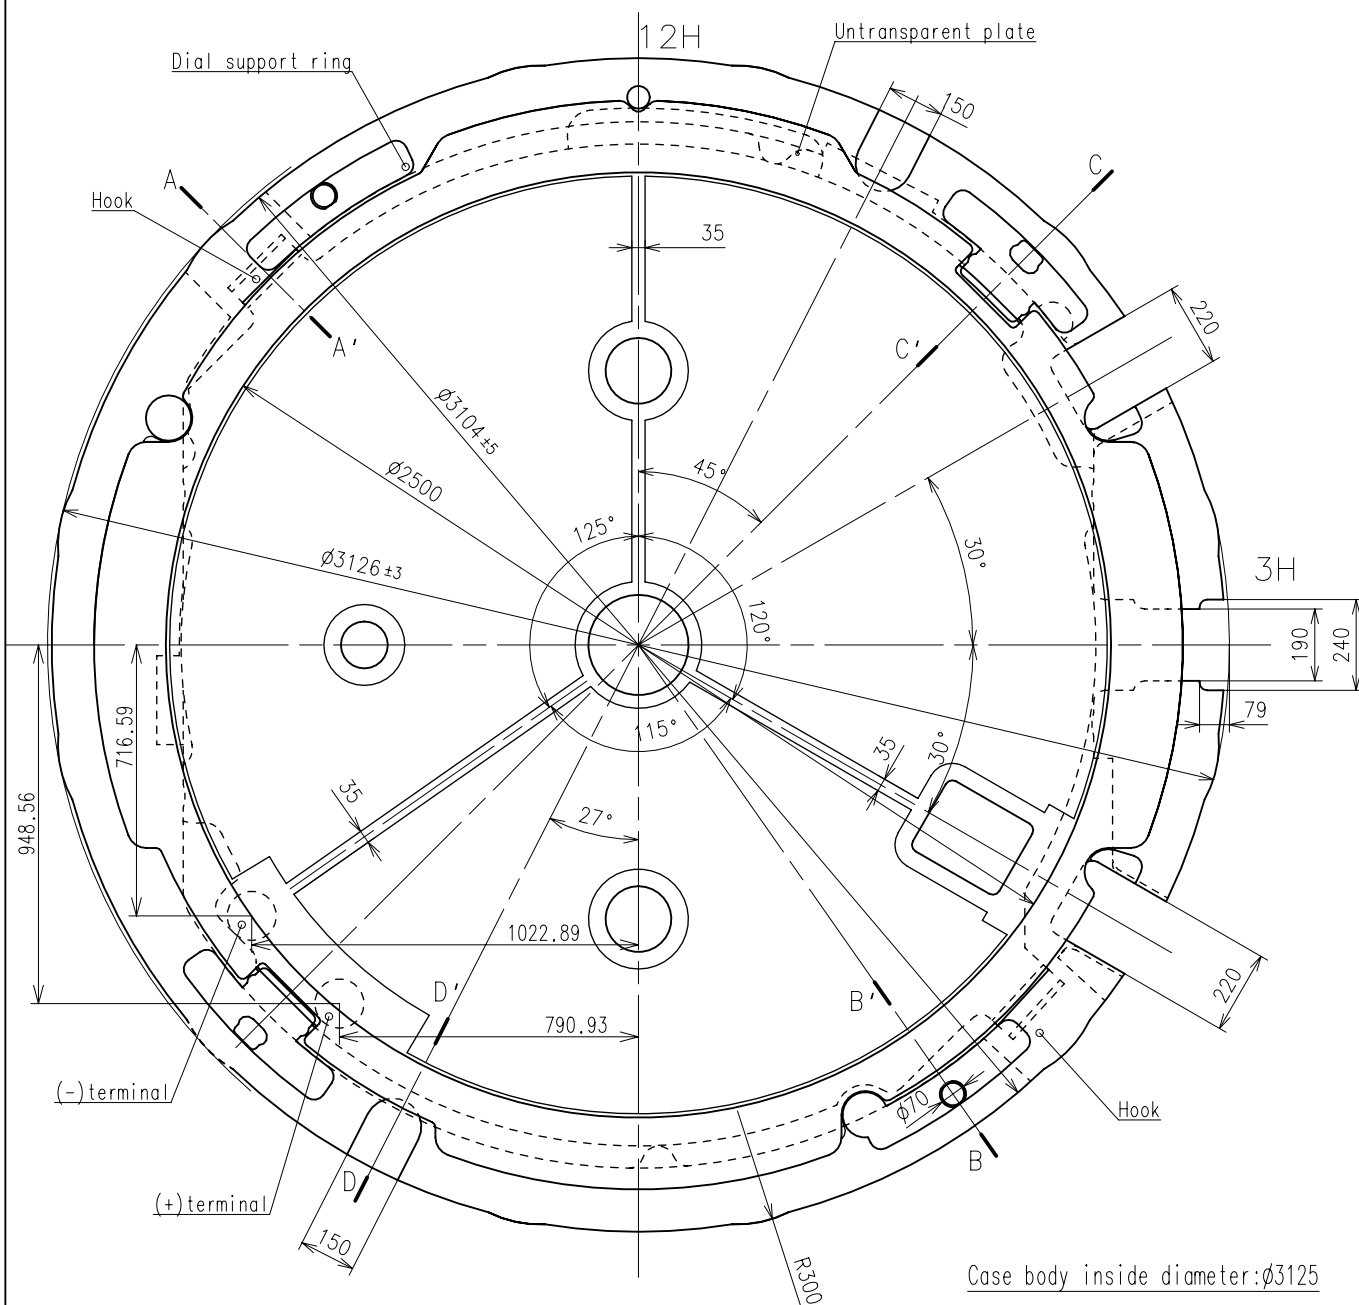 12H
Untransparent plate
Dial support ring
150
A
C
Hook
35
220
A'
C'
ø3104±5
ø2500
45°
125°
30°
ø3126±3
120°
3H
190
240
716.59
115°
79
35
30°
35
948.56
27°
1022.89
220
D'
B'
790.93
(-)terminal
ø70
Hook
B
D
(+)terminal
150
R300
Case body inside diameter:ø3125